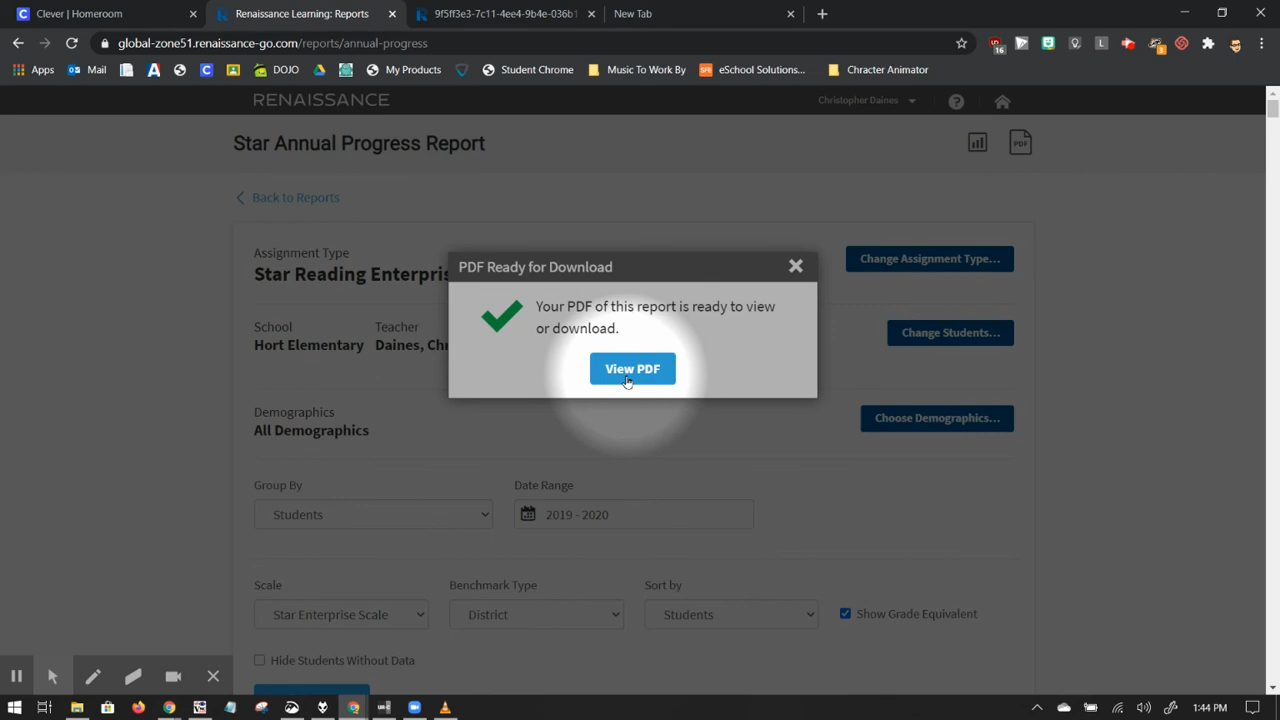 Clever | Homeroom
Renaissance Learning: Reports
9f5ff3e3-7c11-4ee4-9b4e-036b1
New Tab
global-zone51.renaissance-go.com/reports/annual-progress
16
3
Apps
Mail
DOJO
My Products
Student Chrome
Music To Work By
SFE
eSchool Solutions...
Chracter Animator
RENAISSANCE
Christopher Daines
Star Annual Progress Report
PDF
Back to Reports
Assignment Type
Star Reading Enterpris
Change Assignment Type...
PDF Ready for Download
Your PDF of this report is ready to view
or download.
View PDF
School
Teacher
Hort Elementary
Daines, Chr
Change Students...
Demographics
All Demographics
Choose Demographics...
Group By
Date Range
Students
2019 - 2020
Scale
Benchmark Type
Sort by
Star Enterprise Scale
District
Students
Show Grade Equivalent
Hide Students Without Data
1:44 PM